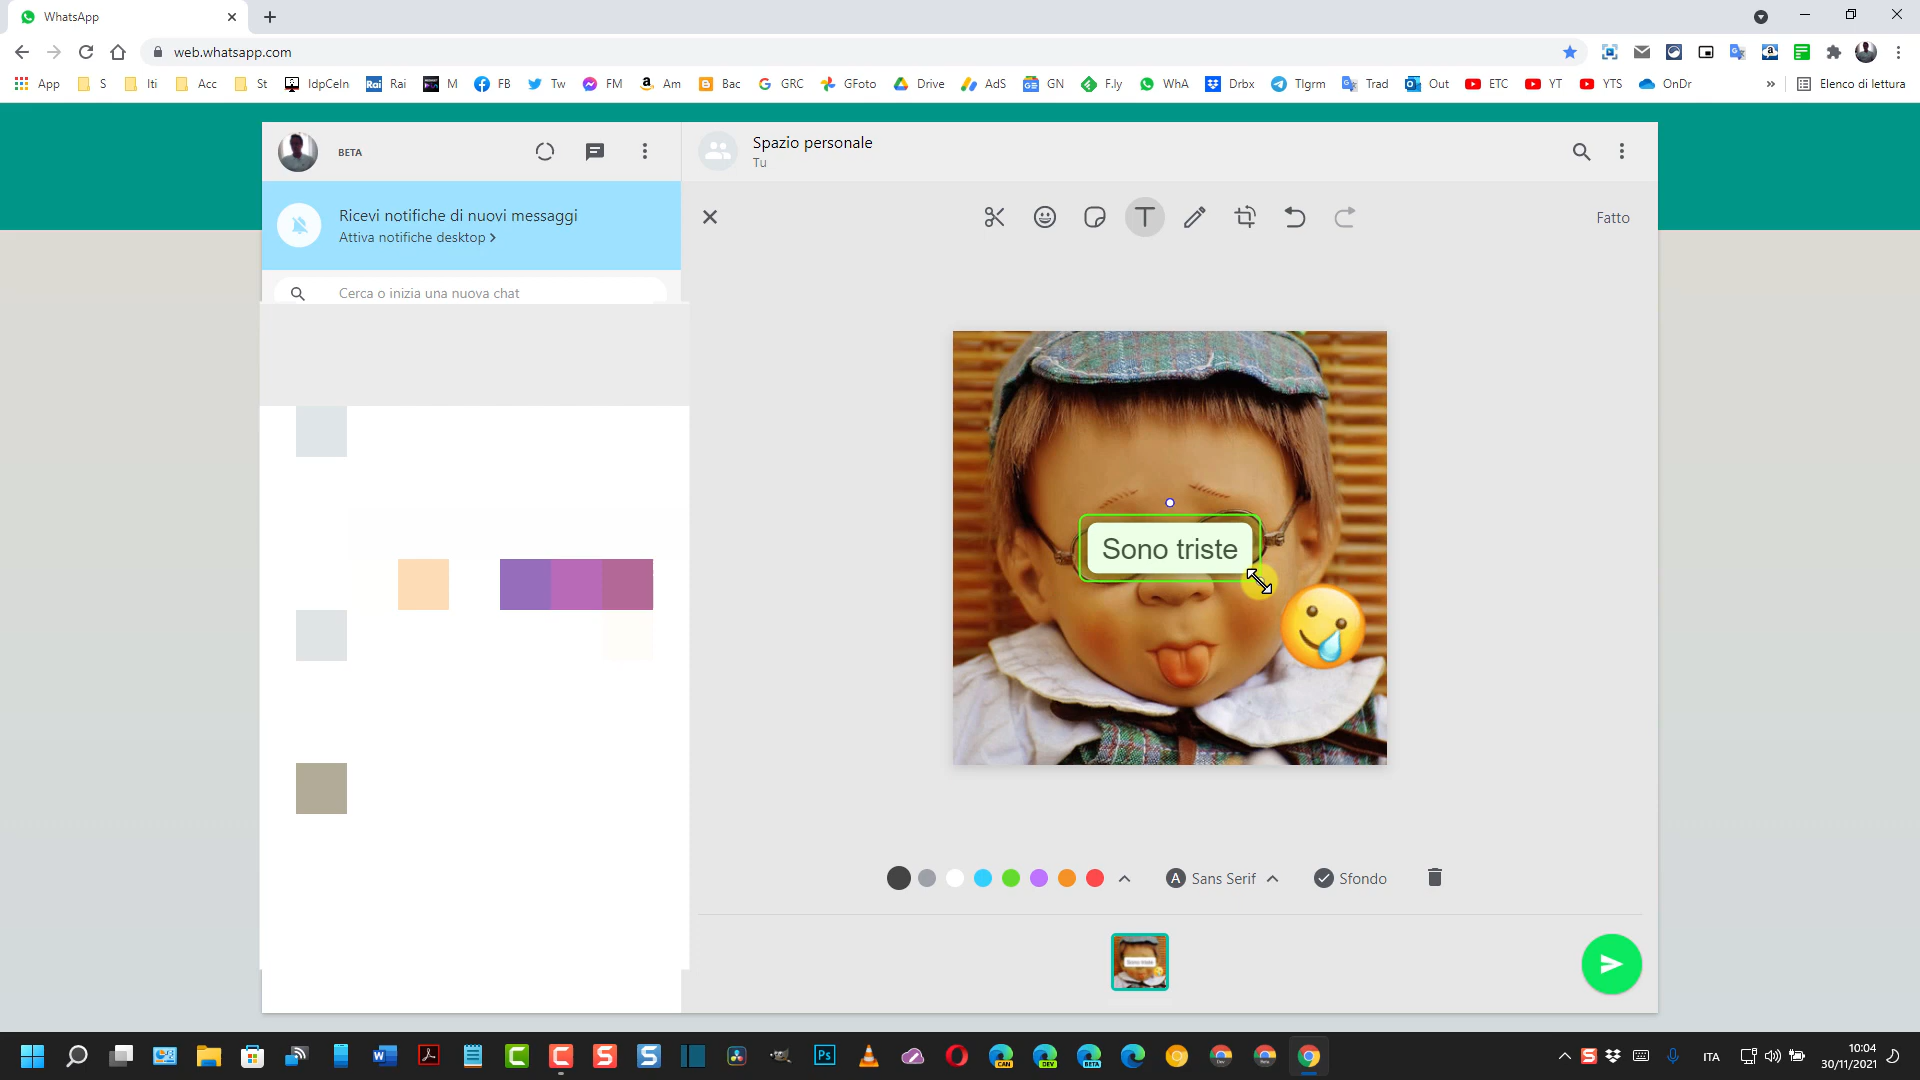 WhatsApp
web.whatsapp.com
App S Iti Acc St IdpCeIn Rai M FB Tw FM Am Bac GRC GFoto Drive AdS GN F.ly WhA Drbx Tlgrm Trad Out ETC YT YTS OnDr » Elenco di lettura
BETA
Spazio personale
Tu
Ricevi notifiche di nuovi messaggi
Attiva notifiche desktop >
Fatto
Cerca o inizia una nuova chat
Sono triste
A Sans Serif
Sfondo
ITA
10:04
30/11/2021